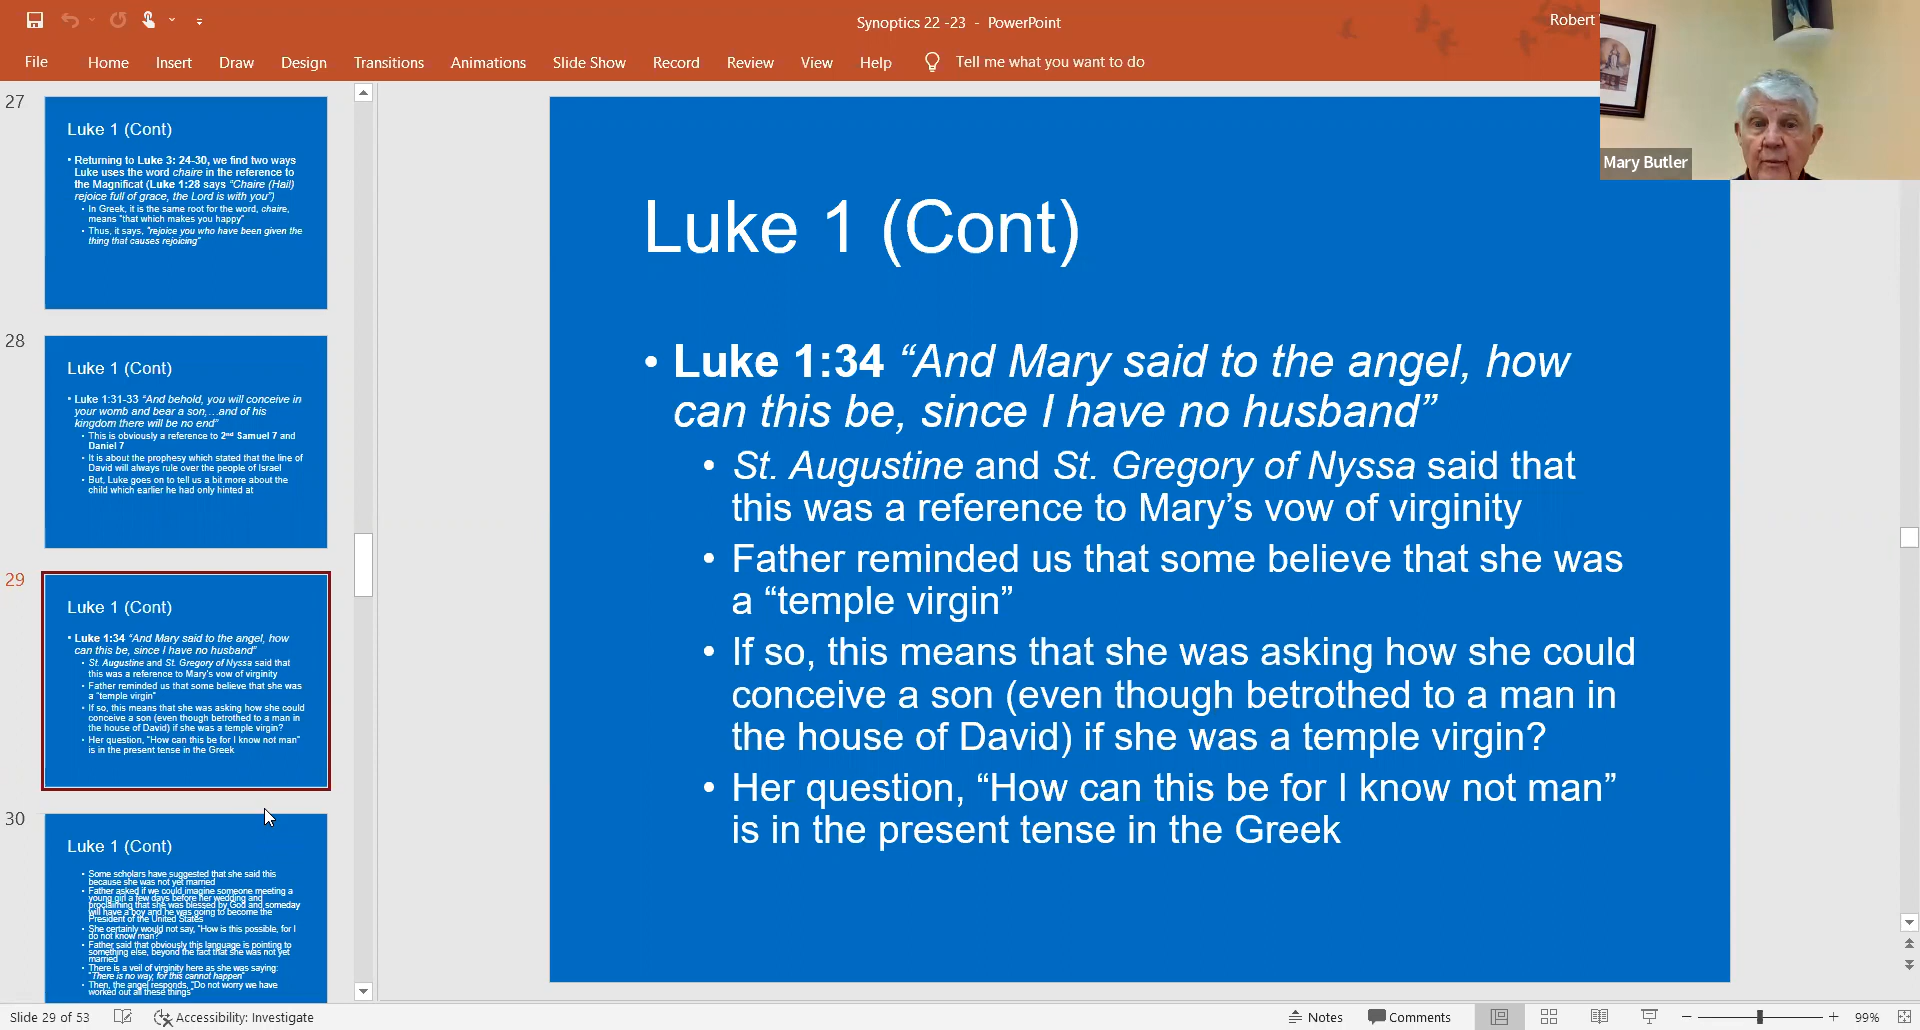 Synoptics 22 -23 - PowerPoint
Robert
File Home Insert Draw Design Transitions Animations Slide Show Record Review View Help Tell me what you want to do
Mary Butler
27
Luke 1 (Cont)
• Returning to Luke 3: 24-30, we find two ways
Luke uses the word chaire in the reference to
the Magnificat (Luke 1:28 says “Chaire (Hail)
rejoice full of grace, the Lord is with you”)
• In Greek, it is the same root for the word, chaire,
means “that which makes you happy”
• Thus, it says, “rejoice you who have been given the
thing that causes rejoicing”
28
Luke 1 (Cont)
• Luke 1:31-33 “And behold, you will conceive in
your womb and bear a son,…and of his
kingdom there will be no end”
• This is obviously a reference to 2nd Samuel 7 and
Daniel 7
• It is about the prophesy which stated that the line of
David will always rule over the people of Israel
• But, Luke goes on to tell us a bit more about the
child which earlier he had only hinted at
29
Luke 1 (Cont)
• Luke 1:34 “And Mary said to the angel, how
can this be, since I have no husband”
• St. Augustine and St. Gregory of Nyssa said that
this was a reference to Mary’s vow of virginity
• Father reminded us that some believe that she was
a “temple virgin”
• If so, this means that she was asking how she could
conceive a son (even though betrothed to a man in
the house of David) if she was a temple virgin?
• Her question, “How can this be for I know not man”
is in the present tense in the Greek
30
Luke 1 (Cont)
• Some scholars have suggested that she said this
because she was not yet married
• Father asked if we could imagine someone meeting a
young girl a few days before her wedding and
proclaiming that she was blessed by God and someday
will have a boy and he was going to become the
President of the United States
• She certainly would not say, “How is this possible, for I
do not know man?”
• Father said that obviously this language is pointing to
something else, beyond the fact that she was not yet
married
• There is a veil of virginity here as she was saying:
“There is no way, for this cannot happen”
• Then, the angel responds, “Do not worry we have
worked out all these things”
Luke 1 (Cont)
• Luke 1:34 “And Mary said to the angel, how
can this be, since I have no husband”
• St. Augustine and St. Gregory of Nyssa said that
this was a reference to Mary’s vow of virginity
• Father reminded us that some believe that she was
a “temple virgin”
• If so, this means that she was asking how she could
conceive a son (even though betrothed to a man in
the house of David) if she was a temple virgin?
• Her question, “How can this be for I know not man”
is in the present tense in the Greek
Slide 29 of 53 Accessibility: Investigate Notes Comments 99%